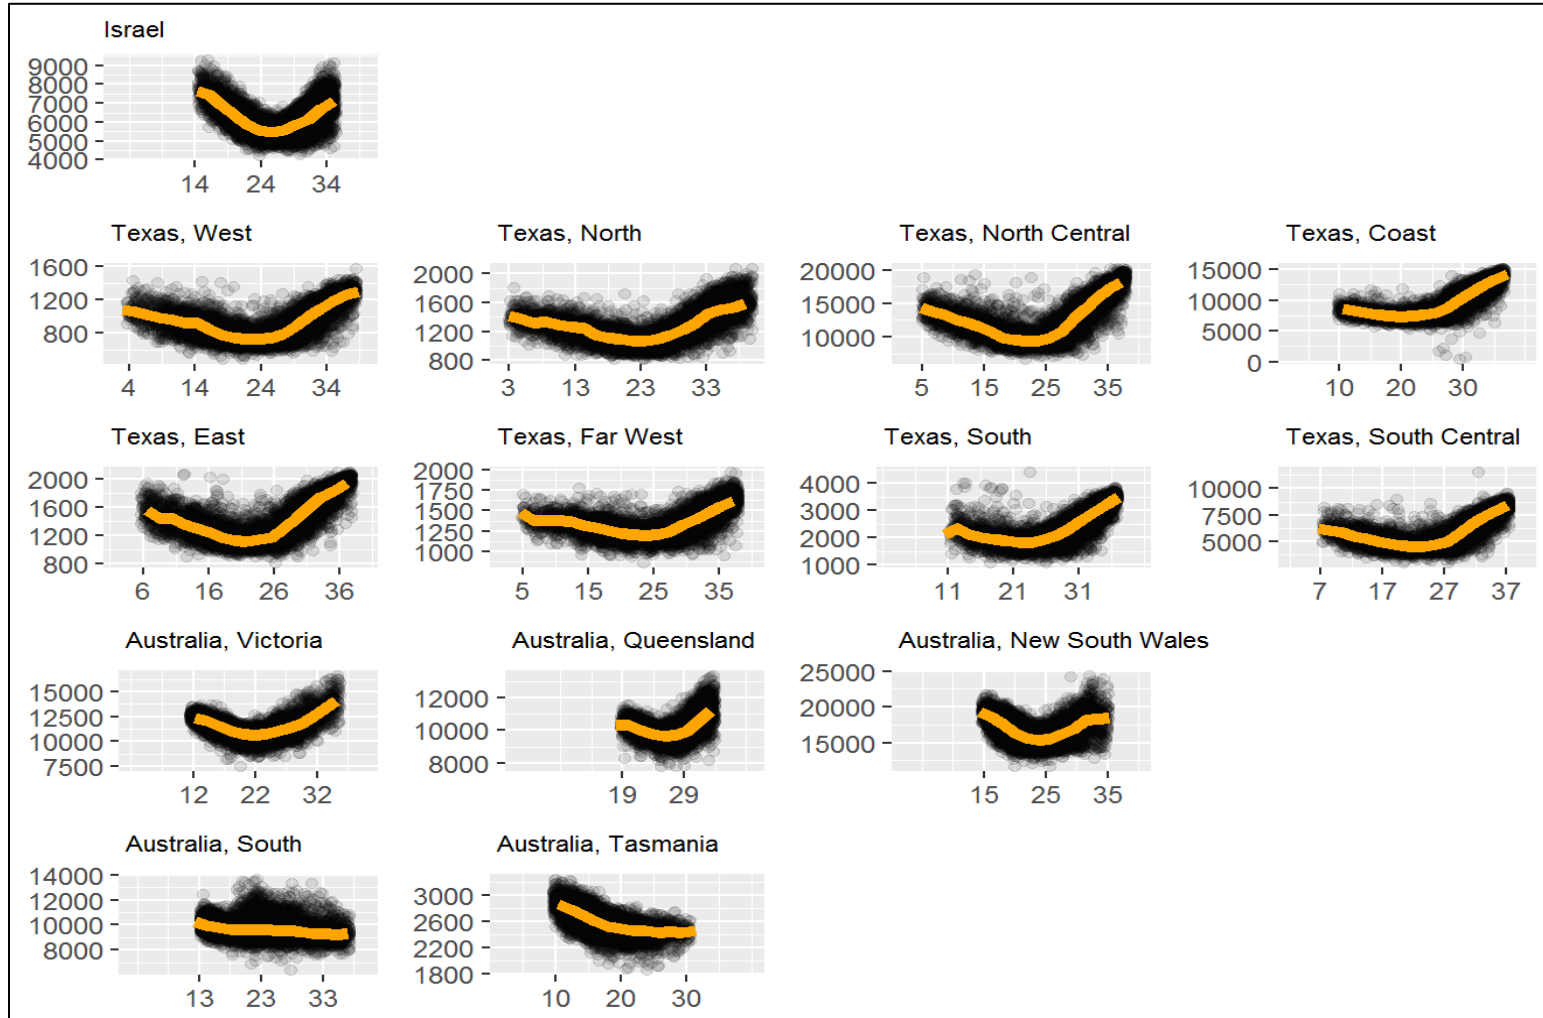 Israel
9000
8000
7000
6000
5000
4000
14 24 34
Texas, West
1600
1200
800
4 14 24 34
Texas, North
2000
1600
1200
800
3 13 23 33
Texas, North Central
20000
15000
10000
5 15 25 35
Texas, Coast
15000
10000
5000
0
10 20 30
Texas, East
2000
1600
1200
800
6 16 26 36
Texas, Far West
2000
1750
1500
1250
1000
5 15 25 35
Texas, South
4000
3000
2000
1000
11 21 31
Texas, South Central
10000
7500
5000
7 17 27 37
Australia, Victoria
15000
12500
10000
7500
12 22 32
Australia, Queensland
12000
10000
8000
19 29
Australia, New South Wales
25000
20000
15000
15 25 35
Australia, South
14000
12000
10000
8000
13 23 33
Australia, Tasmania
3000
2600
2200
1800
10 20 30